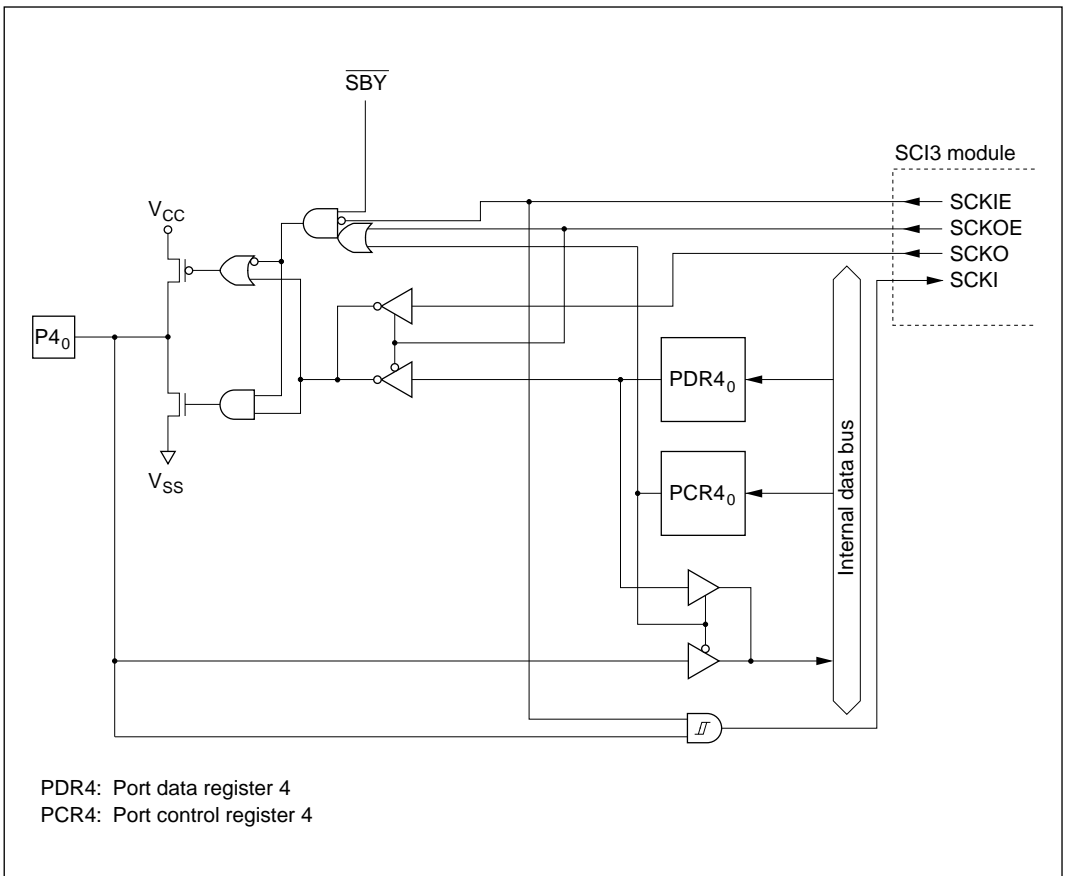 SBY
SCI3 module
SCKIE
SCKOE
SCKO
SCKI
VCC
P40
VSS
PDR40
PCR40
Internal data bus
PDR4: Port data register 4
PCR4: Port control register 4